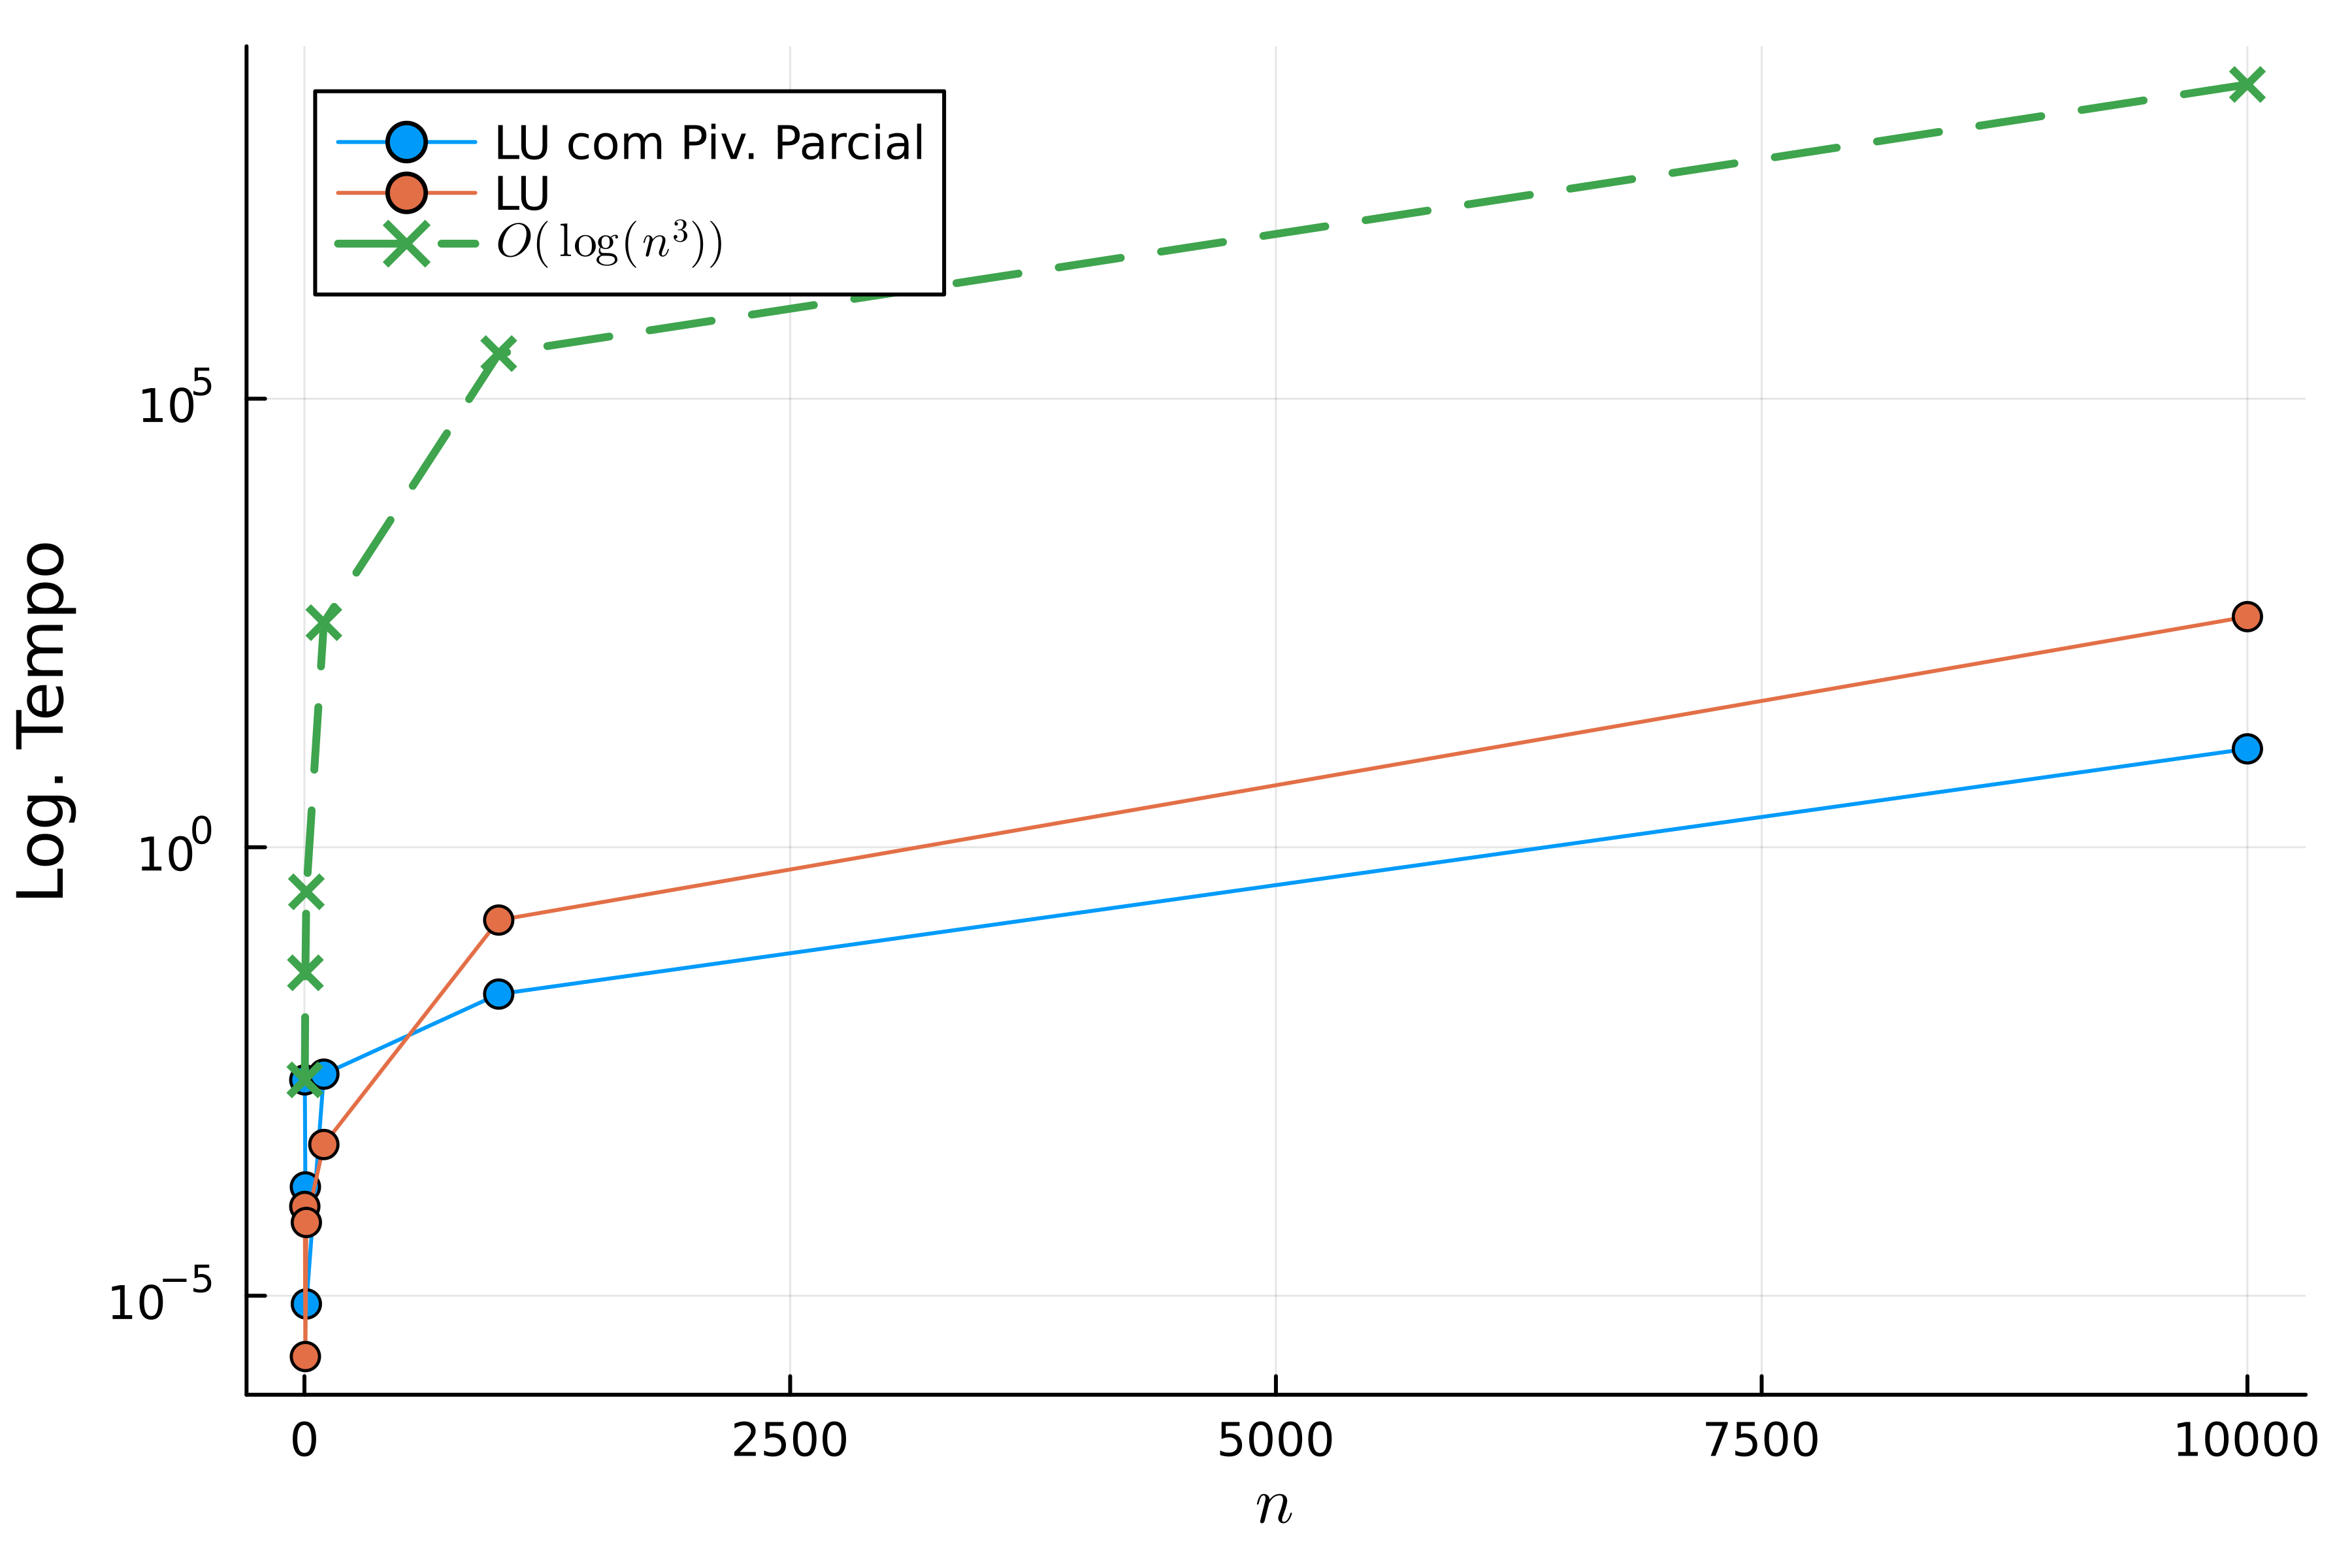 LU com Piv. Parcial
LU
O(log(n³))
10⁵
10⁰
10⁻⁵
Log. Tempo
0 2500 5000 7500 10000
n